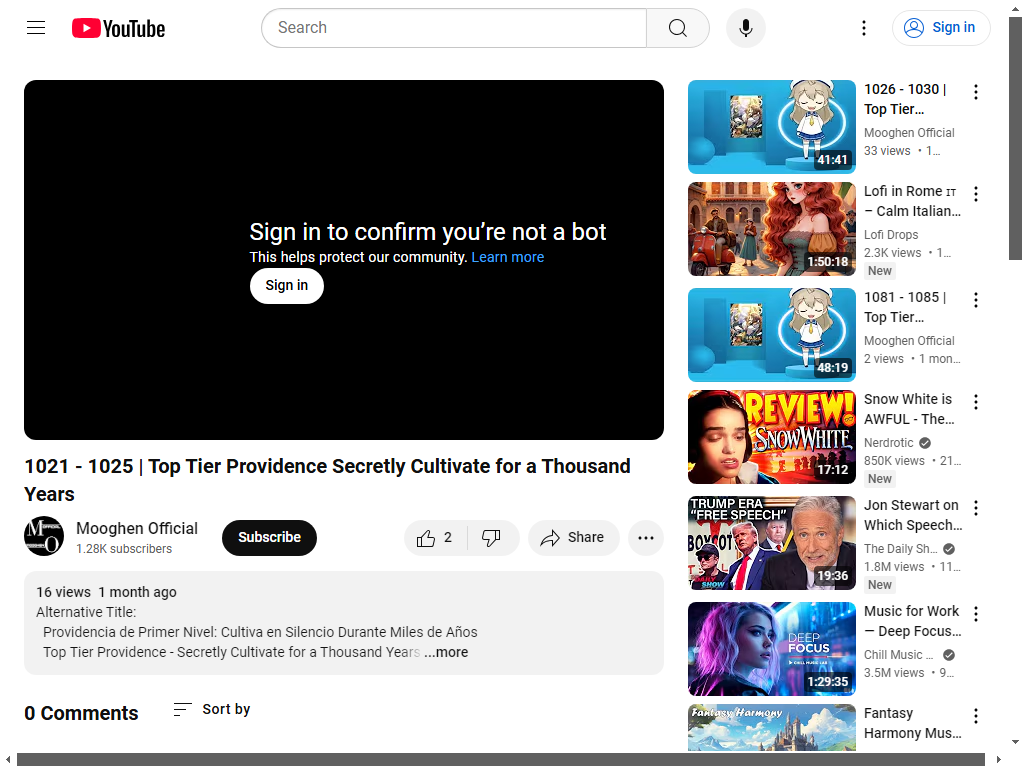 YouTube
Search
Sign in
Sign in to confirm you’re not a bot
This helps protect our community. Learn more
Sign in
1021 - 1025 | Top Tier Providence Secretly Cultivate for a Thousand
Years
Mooghen Official
1.28K subscribers
Subscribe
2
Share
16 views 1 month ago
Alternative Title:
Providencia de Primer Nivel: Cultiva en Silencio Durante Miles de Años
Top Tier Providence - Secretly Cultivate for a Thousand Years ...more
0 Comments
Sort by
41:41
1026 - 1030 |
Top Tier…
Mooghen Official
33 views • 1…
1:50:18
Lofi in Rome IT
– Calm Italian…
Lofi Drops
2.3K views • 1…
New
48:19
1081 - 1085 |
Top Tier…
Mooghen Official
2 views • 1 mon…
REVIEW!
SNOW WHITE
17:12
Snow White is
AWFUL - The…
Nerdrotic
850K views • 21…
New
TRUMP ERA
"FREE SPEECH"
BOYCOT
DAILY
SHOW
19:36
Jon Stewart on
Which Speech…
The Daily Sh…
1.8M views • 11…
New
DEEP
FOCUS
CHILL MUSIC LAB
1:29:35
Music for Work
— Deep Focus…
Chill Music …
3.5M views • 9…
Fantasy Harmony
Fantasy
Harmony Mus…